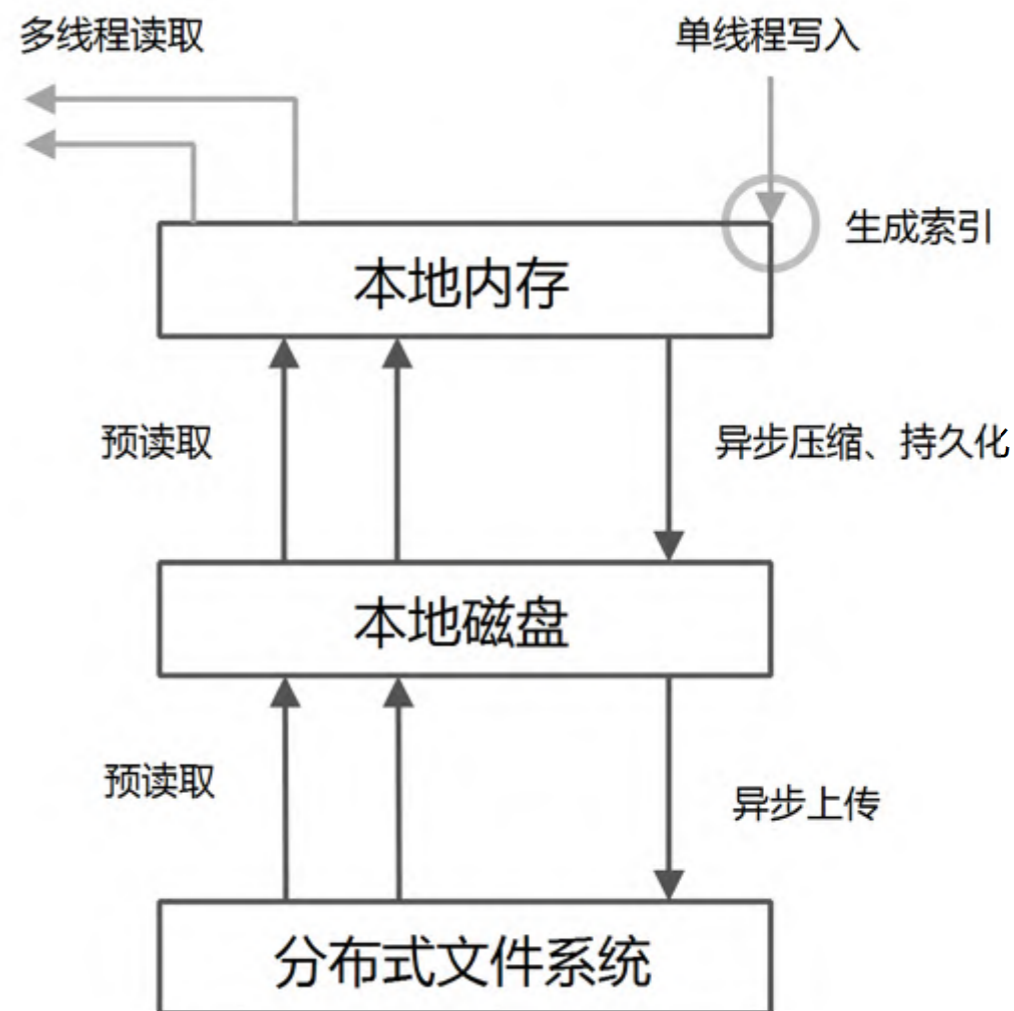 多线程读取
单线程写入
生成索引
本地内存
预读取
异步压缩、持久化
本地磁盘
预读取
异步上传
分布式文件系统